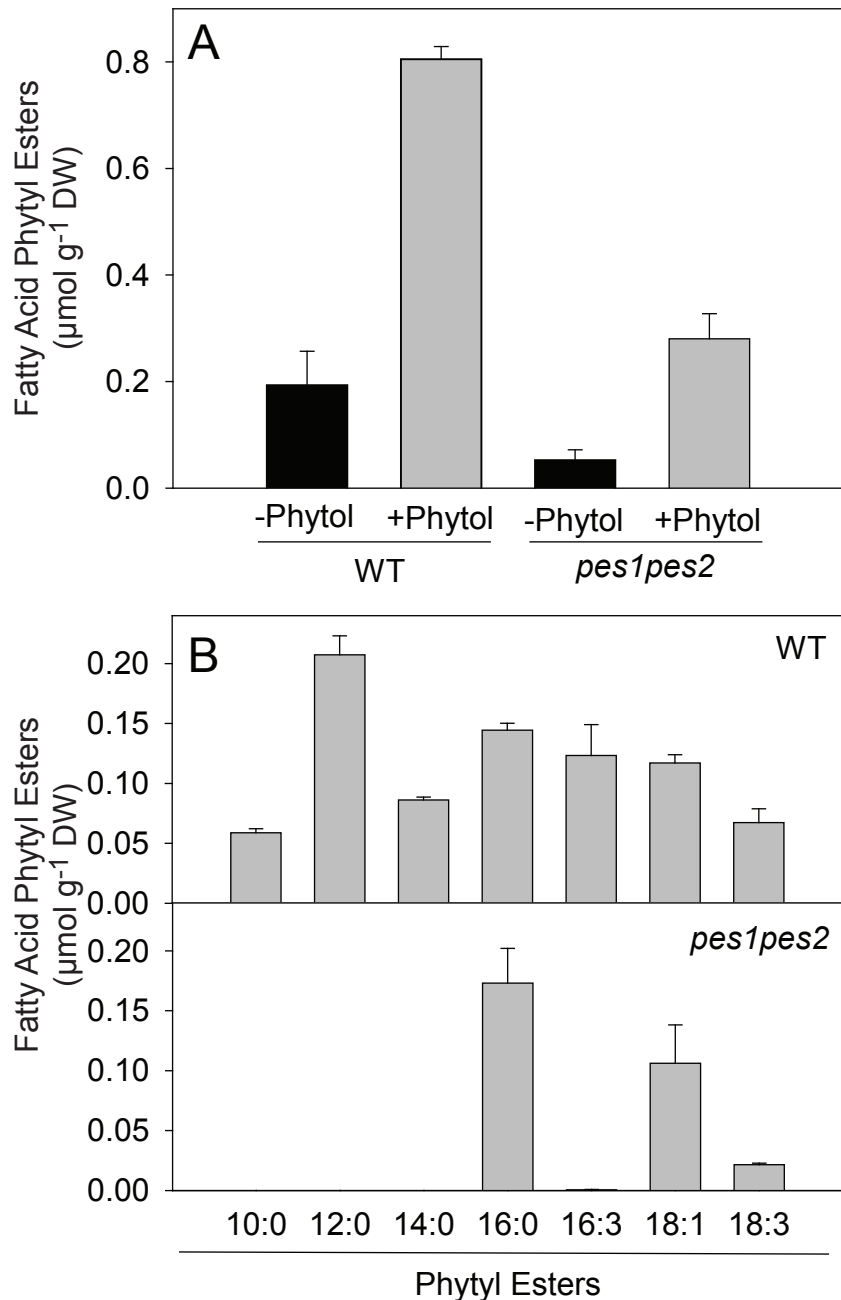 A
Fatty Acid Phytyl Esters
(µmol g⁻¹ DW)
0.8
0.6
0.4
0.2
0.0
-Phytol +Phytol -Phytol +Phytol
WT pes1pes2
B
WT
Fatty Acid Phytyl Esters
(µmol g⁻¹ DW)
0.20
0.15
0.10
0.05
0.00
pes1pes2
0.20
0.15
0.10
0.05
0.00
10:0 12:0 14:0 16:0 16:3 18:1 18:3
Phytyl Esters